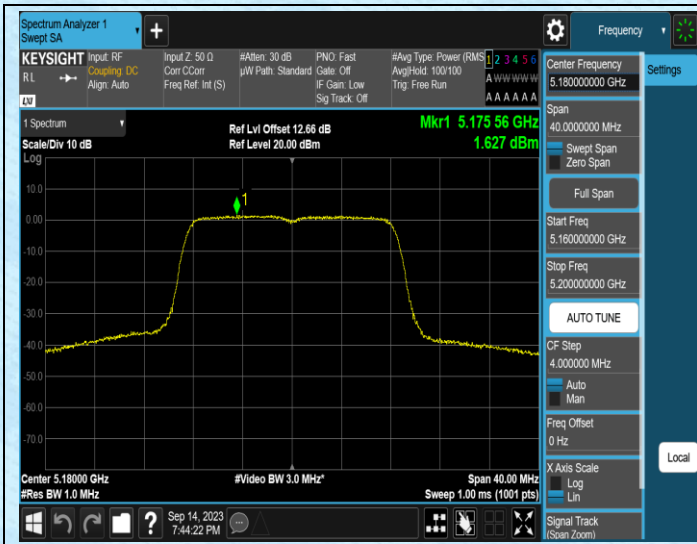 Spectrum Analyzer 1
Swept SA
+
Frequency
KEYSIGHT
RL
LXI
Input: RF
Coupling: DC
Align: Auto
Input Z: 50 Ω
Corr CCorr
Freq Ref: Int (S)
#Atten: 30 dB
µW Path: Standard
PNO: Fast
Gate: Off
IF Gain: Low
Sig Track: Off
#Avg Type: Power (RMS
Avg|Hold: 100/100
Trig: Free Run
1 2 3 4 5 6
A W W W W W
A A A A A A
1 Spectrum
Scale/Div 10 dB
Log
Ref Lvl Offset 12.66 dB
Ref Level 20.00 dBm
Mkr1 5.175 56 GHz
1.627 dBm
1
10.0
0.00
-10.0
-20.0
-30.0
-40.0
-50.0
-60.0
-70.0
Center 5.18000 GHz
#Res BW 1.0 MHz
#Video BW 3.0 MHz*
Span 40.00 MHz
Sweep 1.00 ms (1001 pts)
?
Sep 14, 2023
7:44:22 PM
Center Frequency
5.180000000 GHz
Span
40.0000000 MHz
Swept Span
Zero Span
Full Span
Start Freq
5.160000000 GHz
Stop Freq
5.200000000 GHz
AUTO TUNE
CF Step
4.000000 MHz
Auto
Man
Freq Offset
0 Hz
X Axis Scale
Log
Lin
Signal Track
(Span Zoom)
Settings
Local